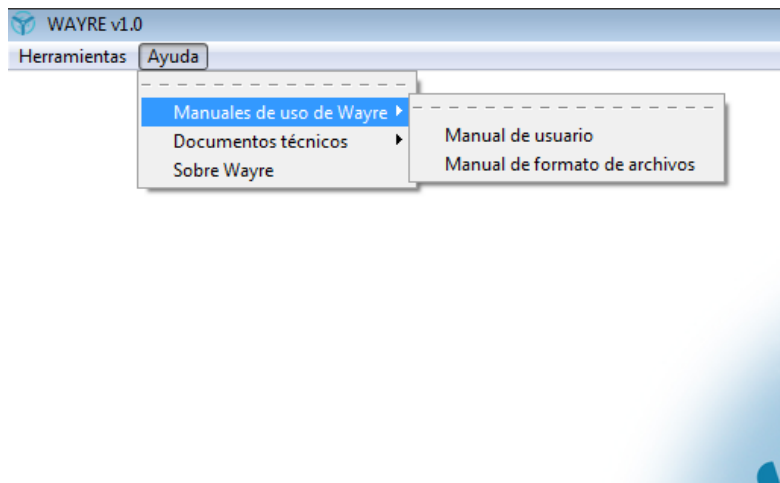 WAYRE v1.0
Herramientas Ayuda
Manuales de uso de Wayre
Documentos técnicos
Sobre Wayre
Manual de usuario
Manual de formato de archivos